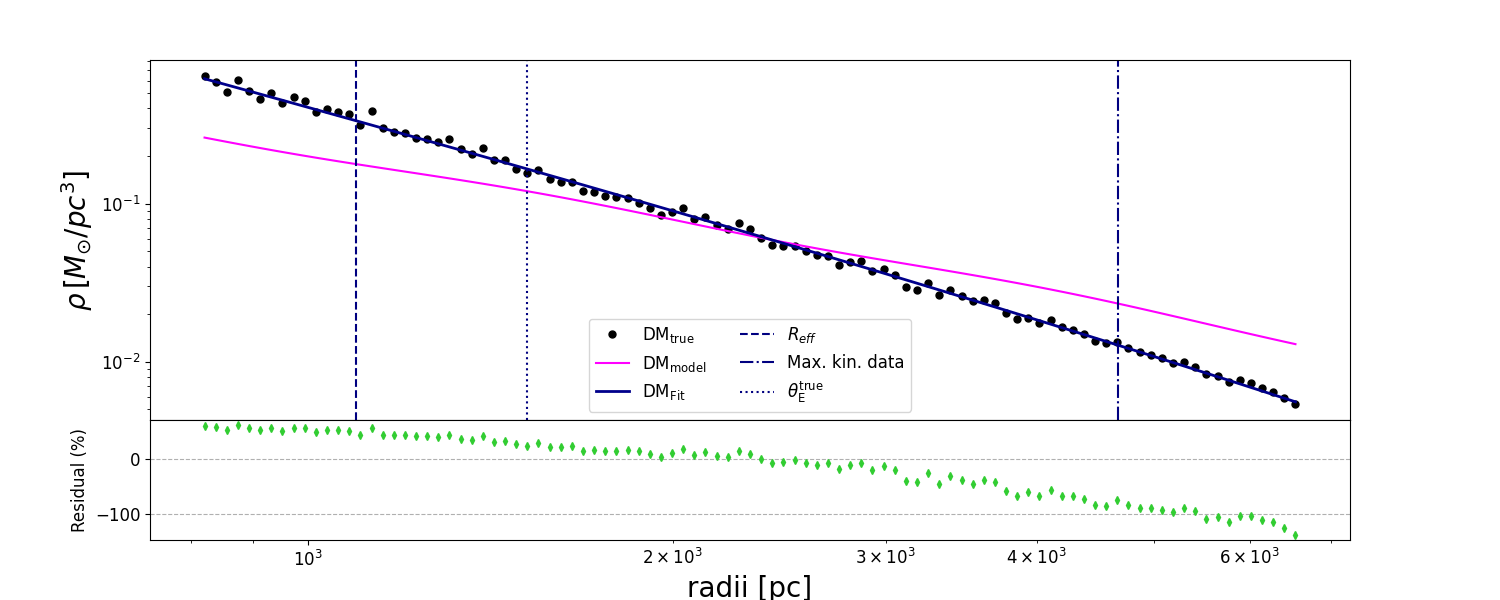 ρ [M⊙/pc³]
10⁻¹
10⁻²
DM_true
DM_model
DM_Fit
R_eff
Max. kin. data
θ_E^true
Residual (%)
0
−100
10³
2 × 10³
3 × 10³
4 × 10³
6 × 10³
radii [pc]